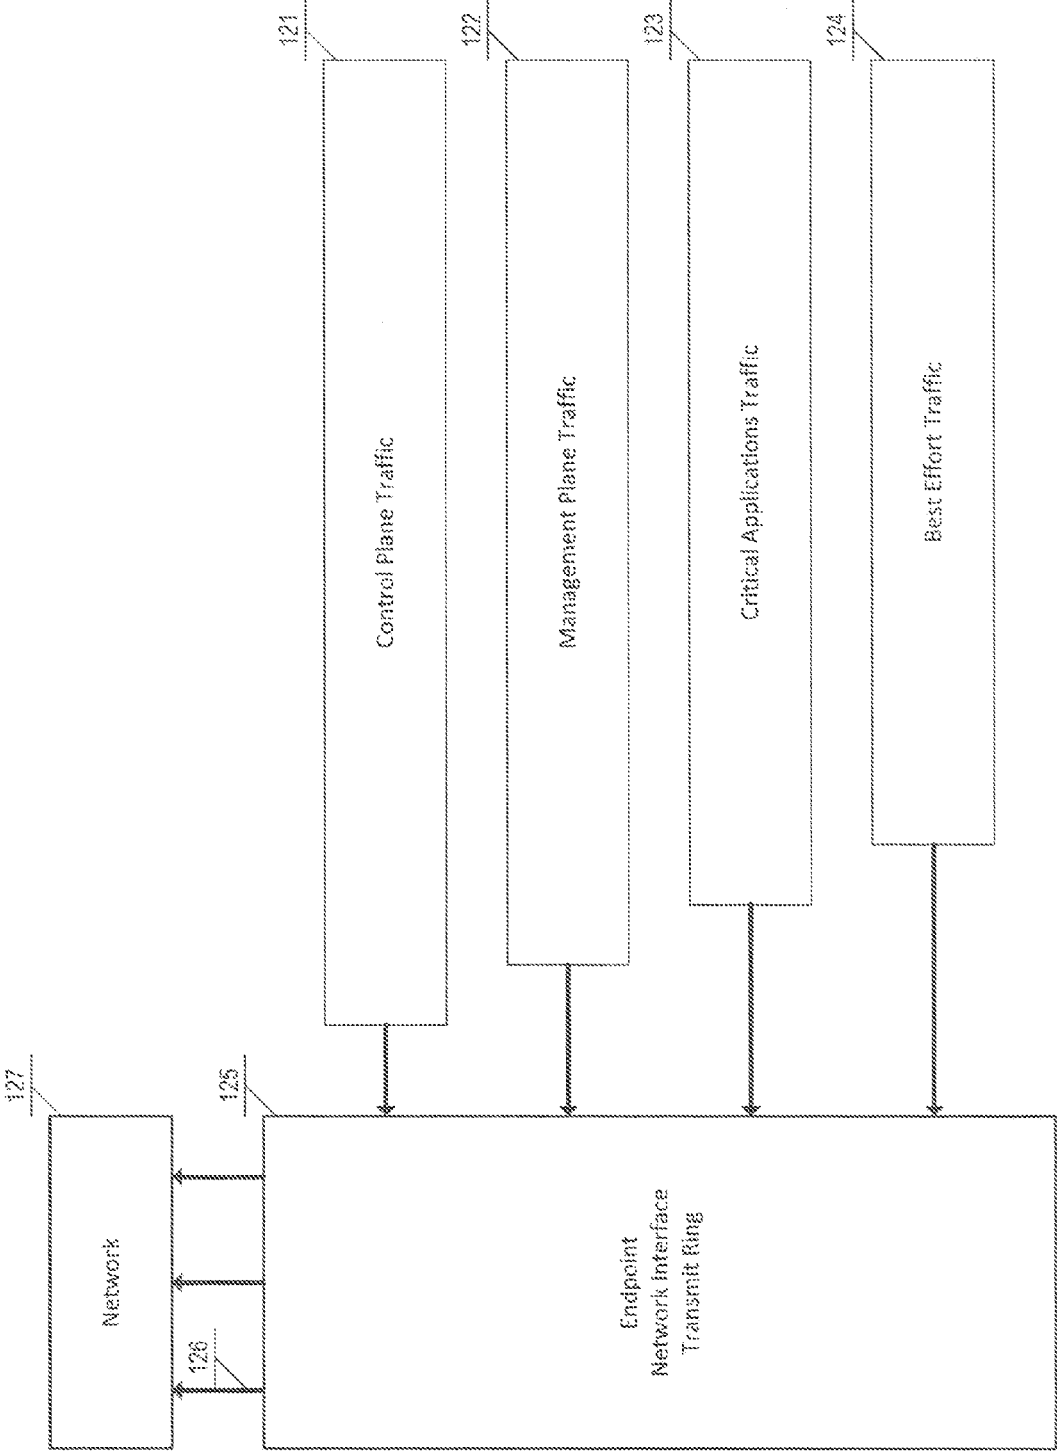 121
Control Plane Traffic
122
Management Plane Traffic
123
Critical Applications Traffic
124
Best Effort Traffic
127
Network
126
125
Endpoint
Network Interface
Transmit Ring